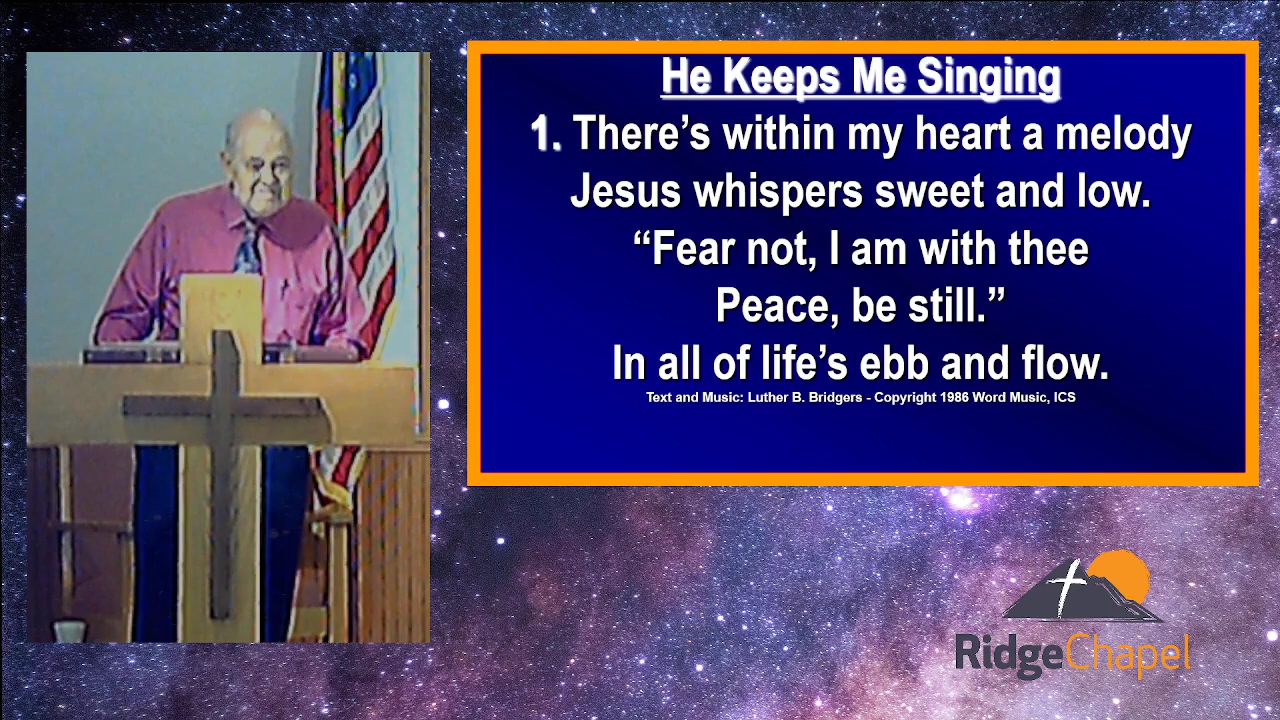 He Keeps Me Singing
1. There’s within my heart a melody
Jesus whispers sweet and low.
“Fear not, I am with thee
Peace, be still.”
In all of life’s ebb and flow.
Text and Music: Luther B. Bridgers - Copyright 1986 Word Music, ICS
RidgeChapel